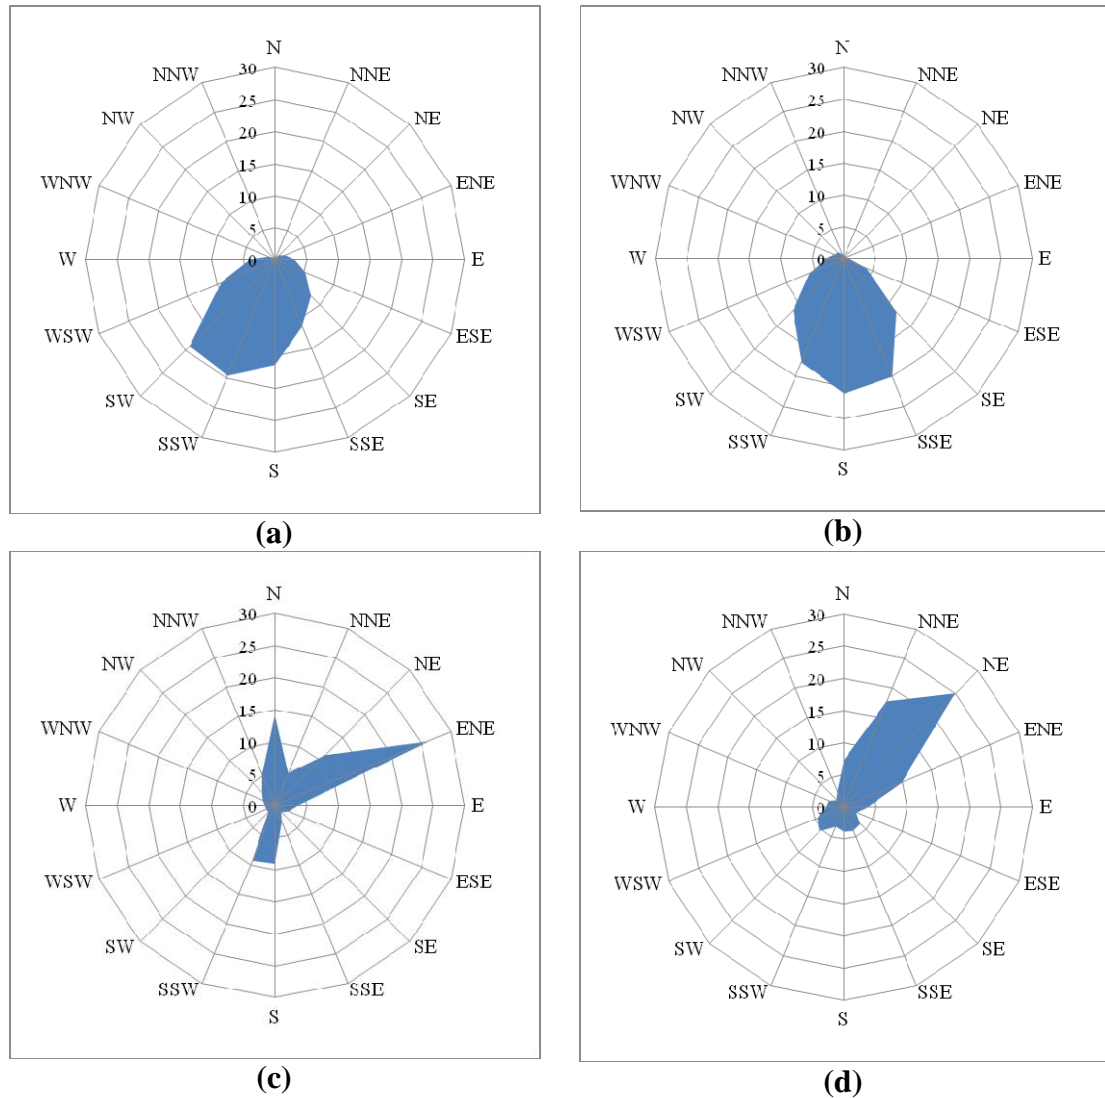 N
NNW 30 NNE
25
NW NE
20
WNW 15 ENE
10
5
W 0 E
WSW ESE
SW SE
SSW SSE
S
(a)
N
NNW 30 NNE
25
NW NE
20
WNW 15 ENE
10
5
W 0 E
WSW ESE
SW SE
SSW SSE
S
(b)
N
NNW 30 NNE
25
NW NE
20
WNW 15 ENE
10
5
W 0 E
WSW ESE
SW SE
SSW SSE
S
(c)
N
NNW 30 NNE
25
NW NE
20
WNW 15 ENE
10
5
W 0 E
WSW ESE
SW SE
SSW SSE
S
(d)